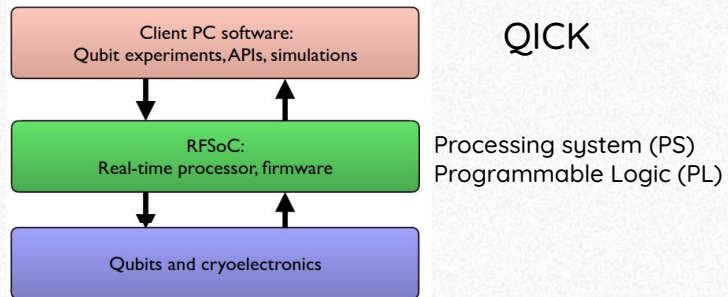 Client PC software:
Qubit experiments, APIs, simulations
QICK
RFSoC:
Real-time processor, firmware
Processing system (PS)
Programmable Logic (PL)
Qubits and cryoelectronics